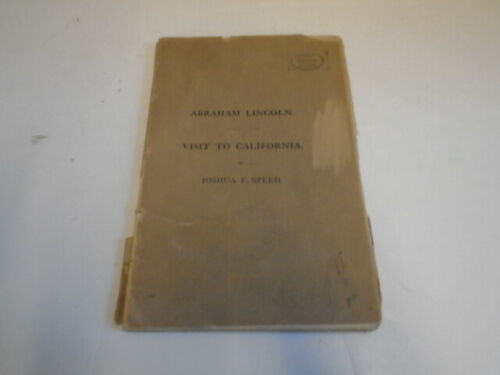 ABRAHAM LINCOLN.
VISIT TO CALIFORNIA.
JOSHUA F. SPEED.